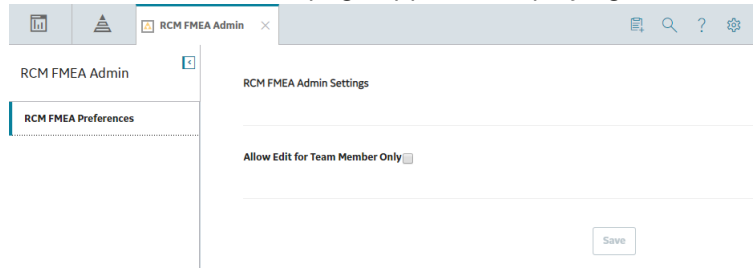 RCM FMEA Admin
RCM FMEA Admin
RCM FMEA Admin Settings
RCM FMEA Preferences
Allow Edit for Team Member Only
Save